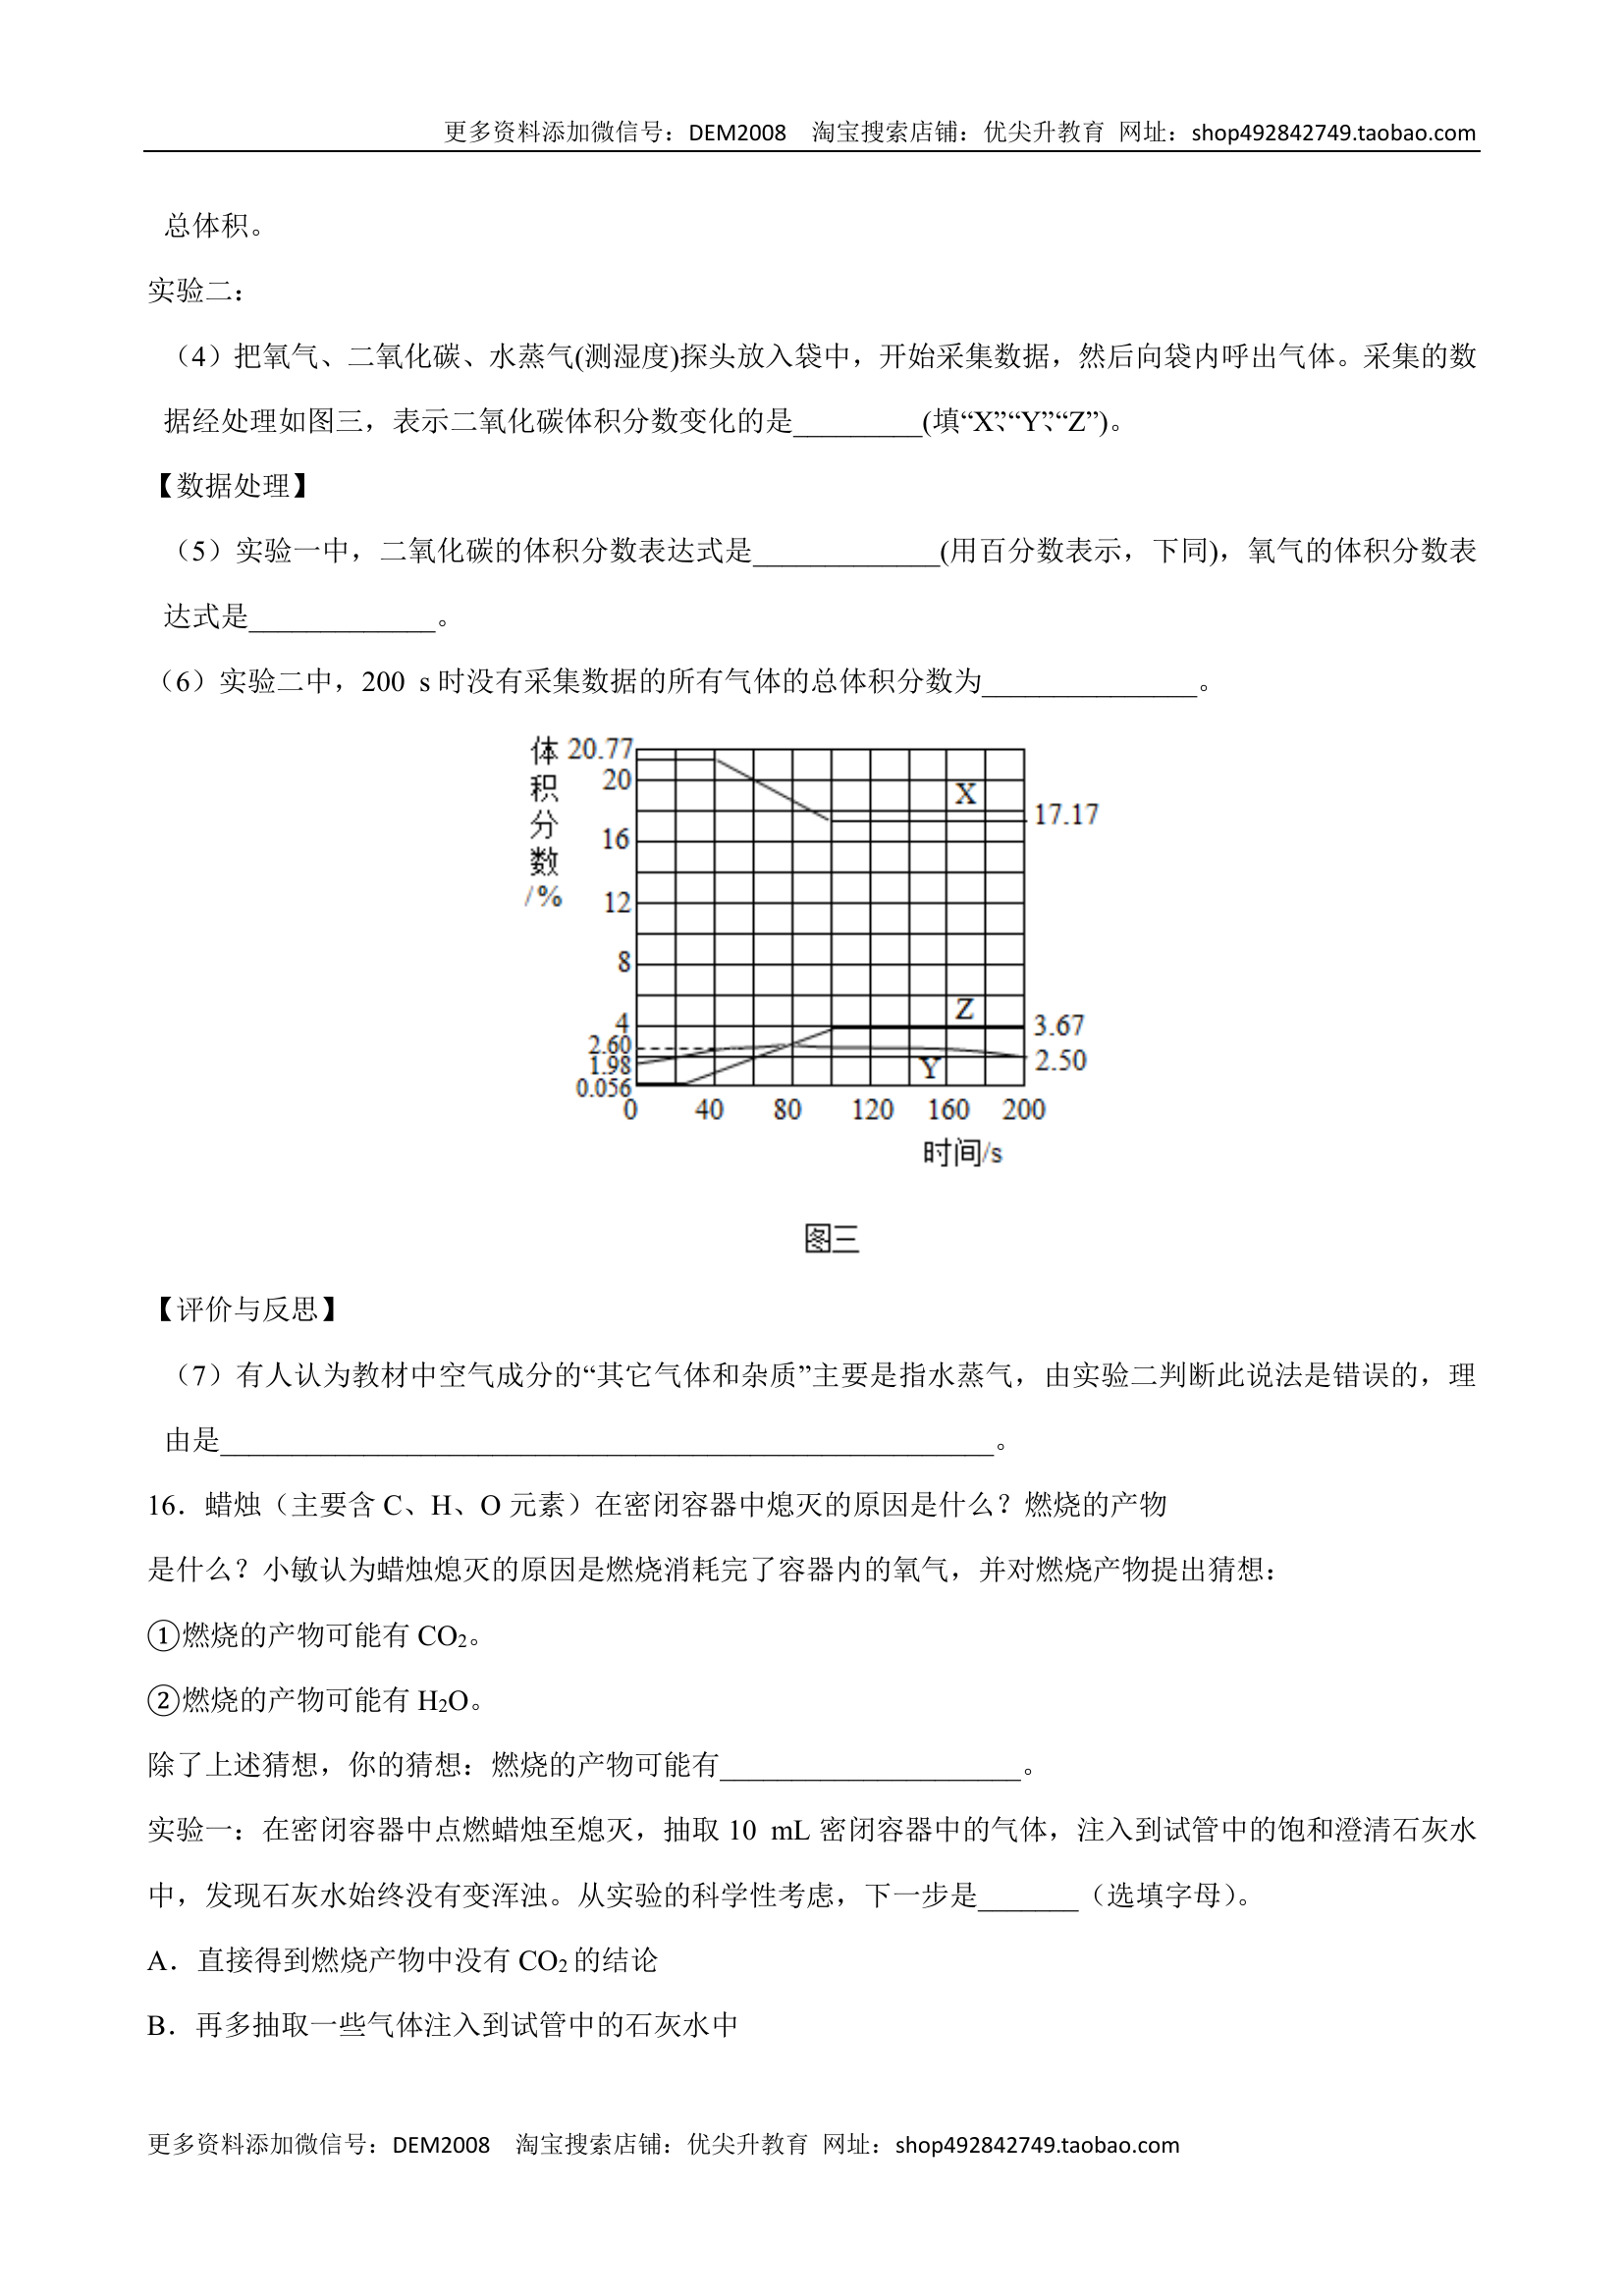 更多资料添加微信号：DEM2008 淘宝搜索店铺：优尖升教育 网址：shop492842749.taobao.com
总体积。
实验二：
（4）把氧气、二氧化碳、水蒸气(测湿度)探头放入袋中，开始采集数据，然后向袋内呼出气体。采集的数
据经处理如图三，表示二氧化碳体积分数变化的是_________(填“X”、“Y”、“Z”)。
【数据处理】
（5）实验一中，二氧化碳的体积分数表达式是_____________(用百分数表示，下同)，氧气的体积分数表
达式是_____________。
（6）实验二中，200 s时没有采集数据的所有气体的总体积分数为_______________。
体积分数/%
20.77
20
16
12
8
4
2.60
1.98
0.056
X
17.17
Z
3.67
Y
2.50
0 40 80 120 160 200
时间/s
图三
【评价与反思】
（7）有人认为教材中空气成分的“其它气体和杂质”主要是指水蒸气，由实验二判断此说法是错误的，理
由是______________________________________________________。
16．蜡烛（主要含 C、H、O 元素）在密闭容器中熄灭的原因是什么？燃烧的产物
是什么？小敏认为蜡烛熄灭的原因是燃烧消耗完了容器内的氧气，并对燃烧产物提出猜想：
①燃烧的产物可能有 CO₂。
②燃烧的产物可能有 H₂O。
除了上述猜想，你的猜想：燃烧的产物可能有_____________________。
实验一：在密闭容器中点燃蜡烛至熄灭，抽取 10 mL 密闭容器中的气体，注入到试管中的饱和澄清石灰水
中，发现石灰水始终没有变浑浊。从实验的科学性考虑，下一步是_______（选填字母）。
A．直接得到燃烧产物中没有 CO₂ 的结论
B．再多抽取一些气体注入到试管中的石灰水中
更多资料添加微信号：DEM2008 淘宝搜索店铺：优尖升教育 网址：shop492842749.taobao.com